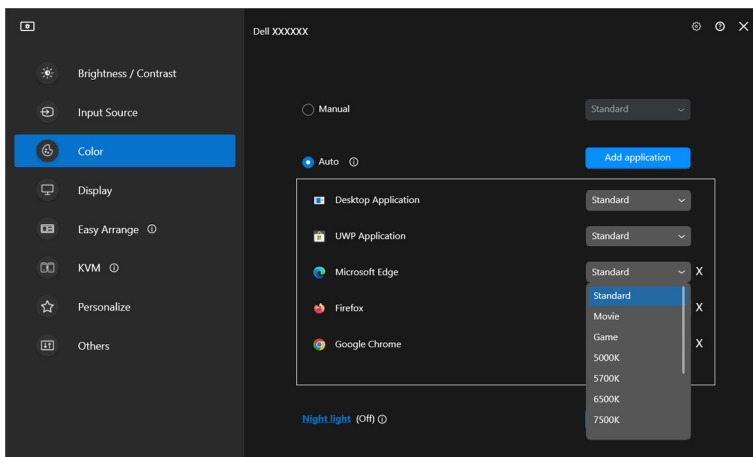 Dell XXXXXX
Brightness / Contrast
Input Source
Color
Display
Easy Arrange
KVM
Personalize
Others
Manual
Standard
Auto
Add application
Desktop Application
Standard
UWP Application
Standard
Microsoft Edge
Standard
X
Standard
Movie
Game
5000K
5700K
6500K
7500K
Firefox
X
Google Chrome
X
Night light (Off)